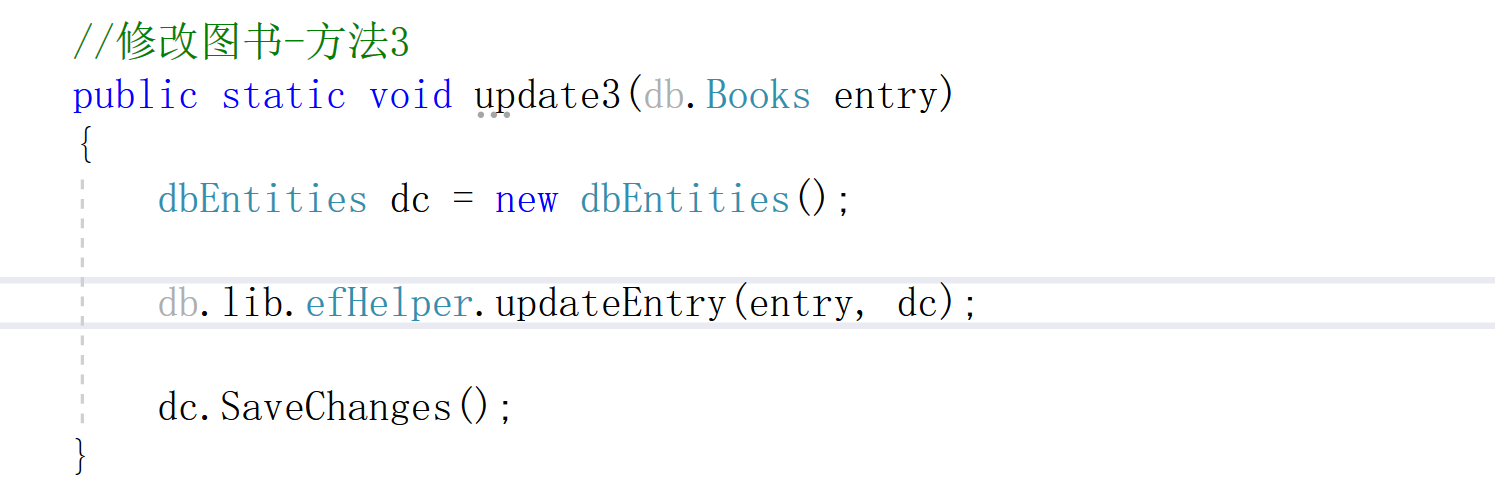 //修改图书-方法3
public static void update3(db.Books entry)
{
dbEntities dc = new dbEntities();
db.lib.efHelper.updateEntry(entry, dc);
dc.SaveChanges();
}